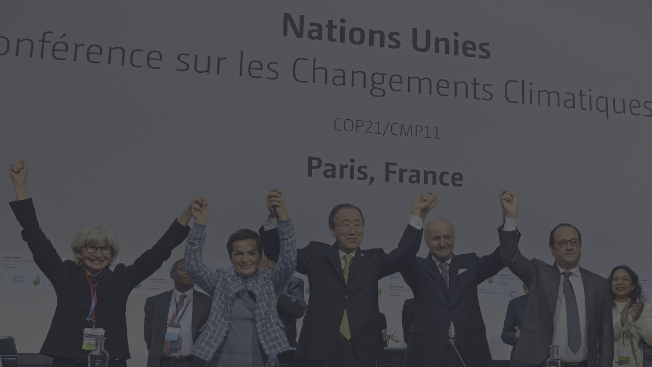 Nations Unies
onférence sur les Changements Climatiques
COP21/CMP11
Paris, France